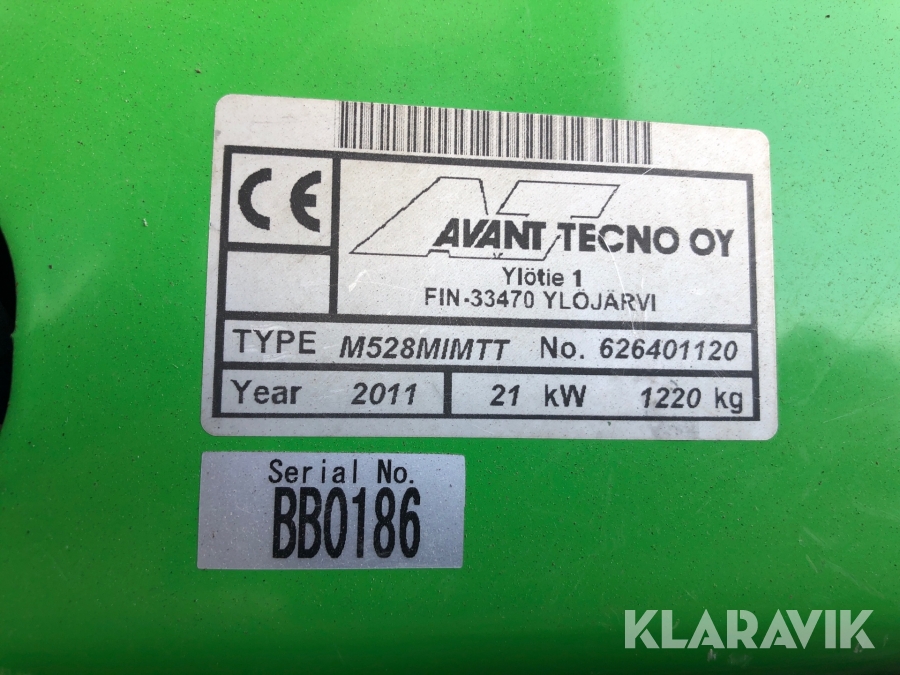 CE
AVANT TECNO OY
Ylötie 1
FIN-33470 YLÖJÄRVI
TYPE M528MIMTT No. 626401120
Year 2011 21 kW 1220 kg
Serial No.
BB0186
KLARAVIK